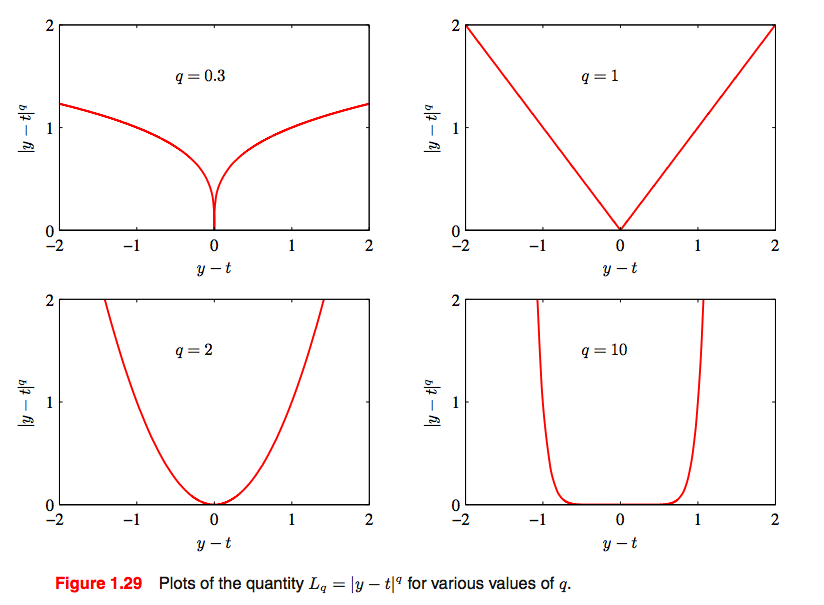 2
q = 0.3
|y − t|^q
1
0
−2
−1
0
1
2
y − t
2
q = 1
|y − t|^q
1
0
−2
−1
0
1
2
y − t
2
q = 2
|y − t|^q
1
0
−2
−1
0
1
2
y − t
2
q = 10
|y − t|^q
1
0
−2
−1
0
1
2
y − t
Figure 1.29 Plots of the quantity L_q = |y − t|^q for various values of q.